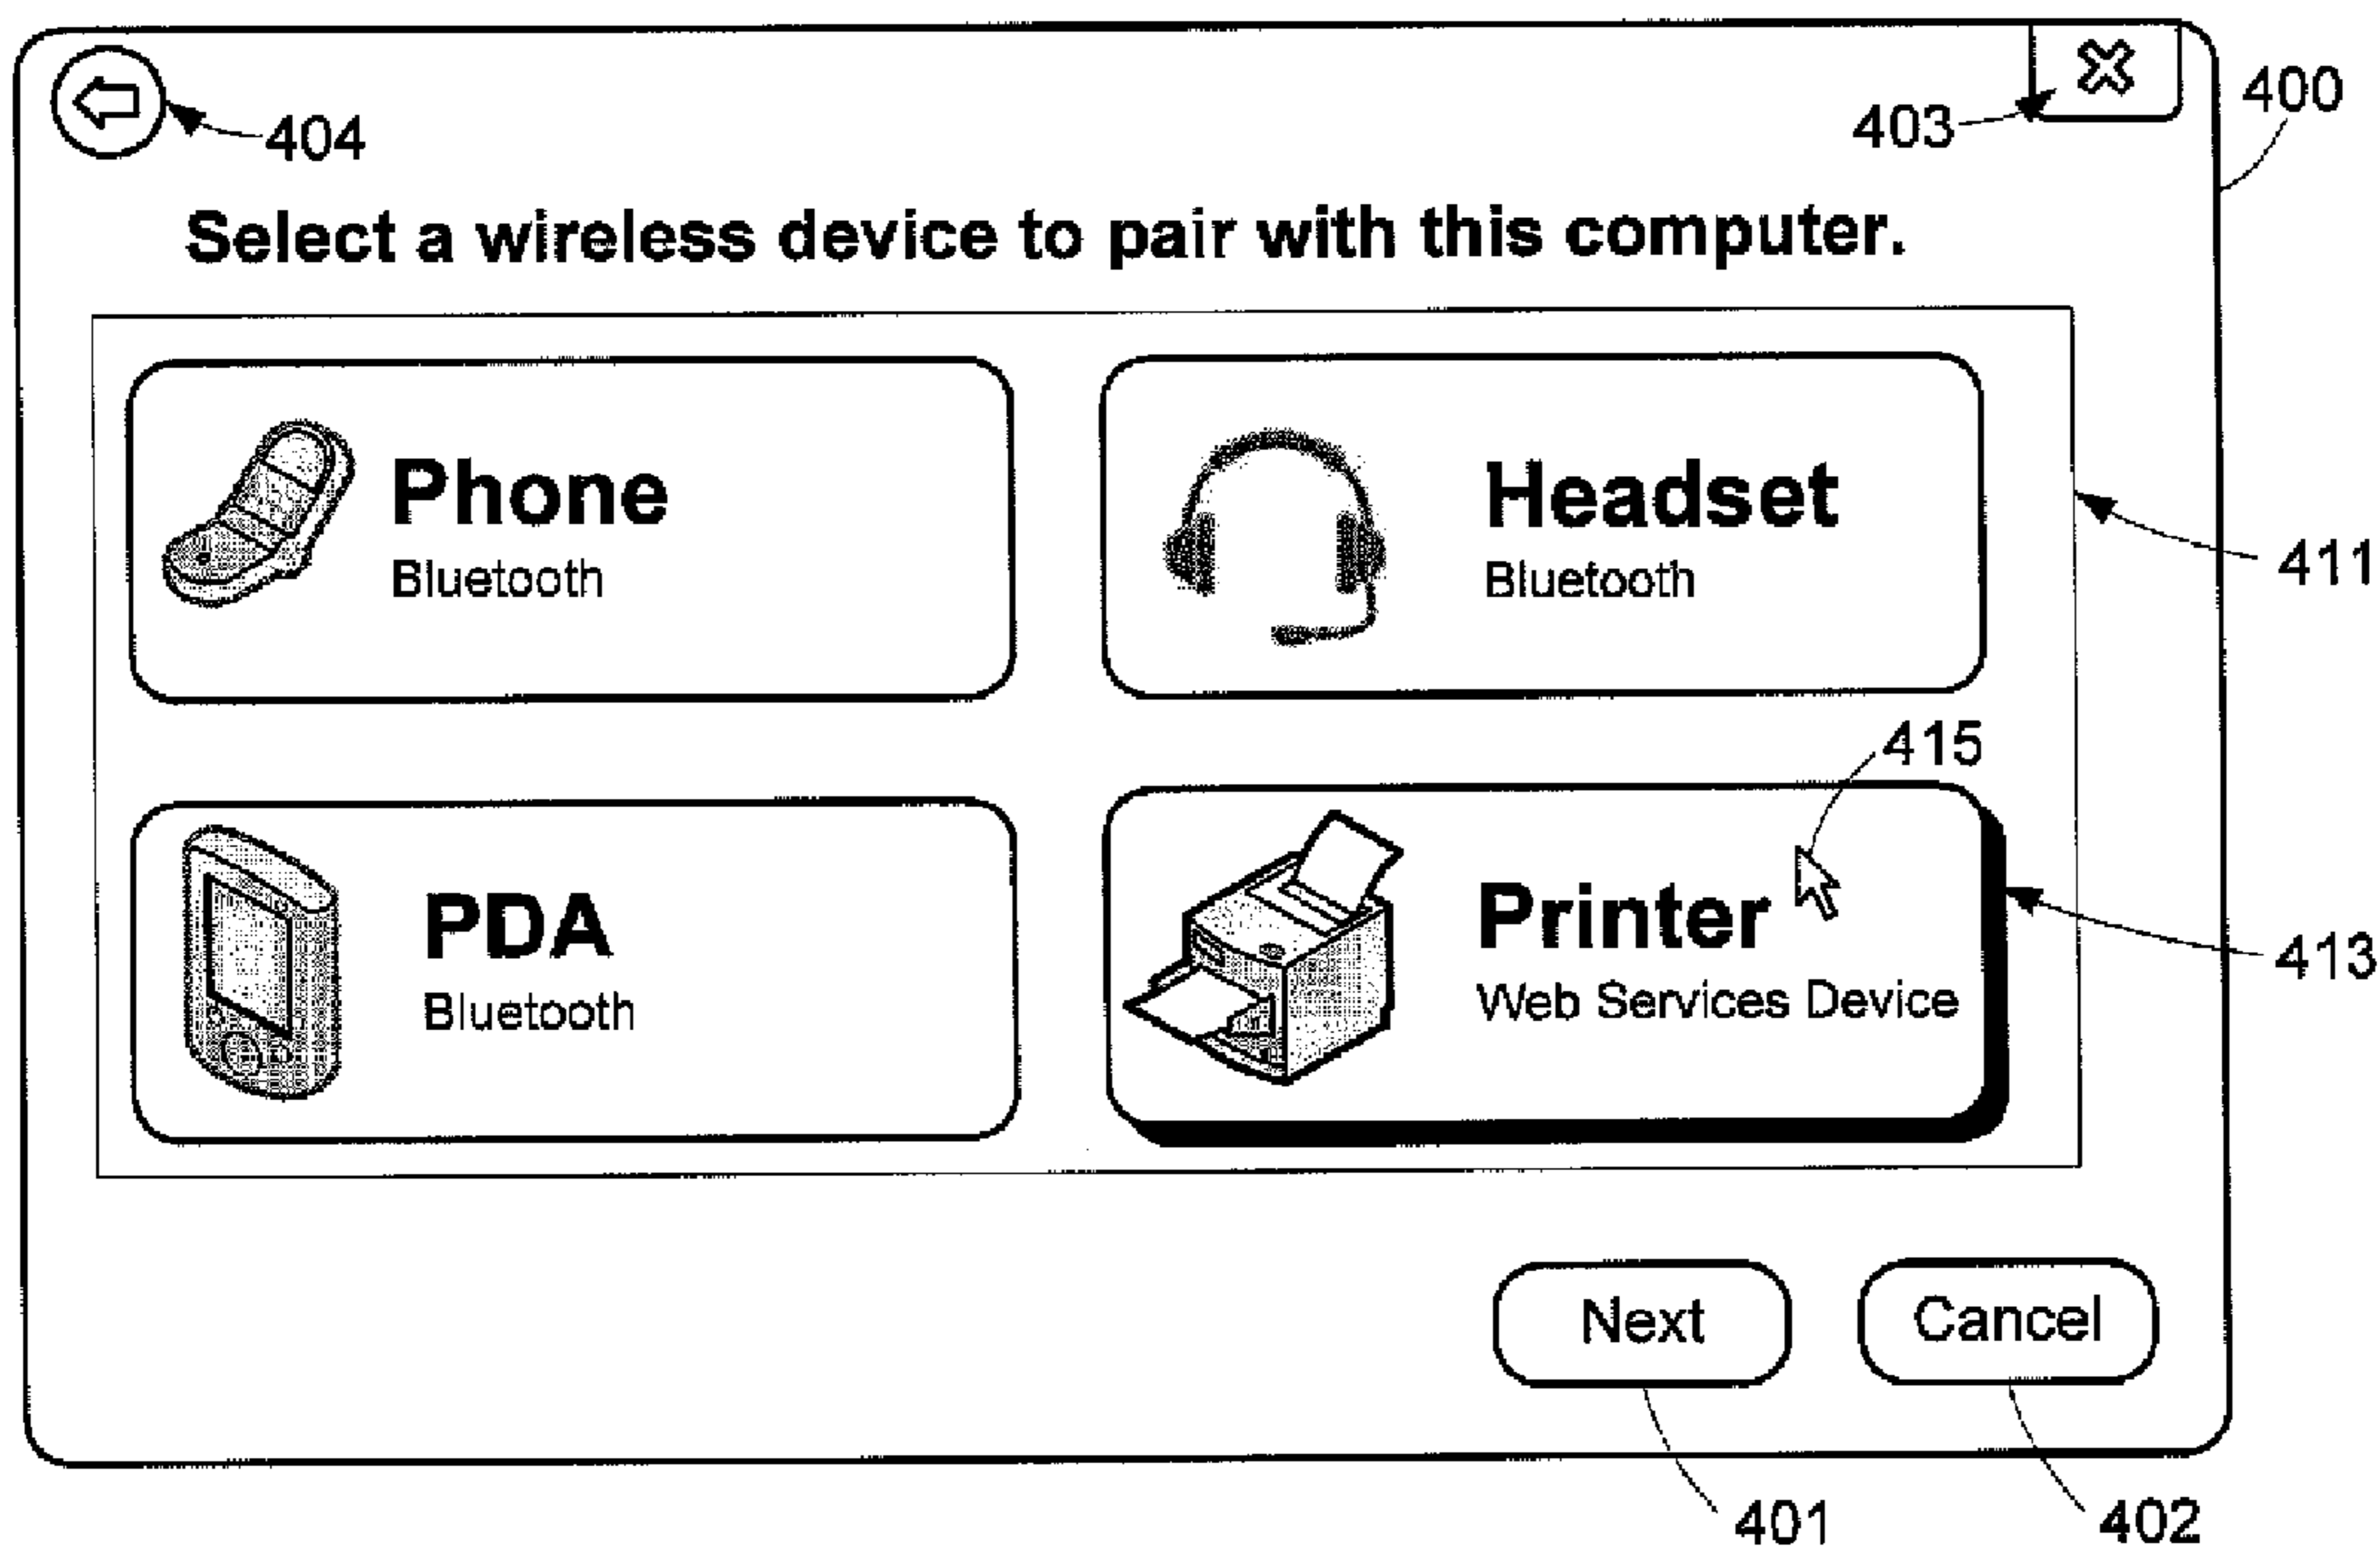 400
403
404
Select a wireless device to pair with this computer.
Phone
Bluetooth
Headset
Bluetooth
411
415
PDA
Bluetooth
Printer
Web Services Device
413
Next
Cancel
401
402